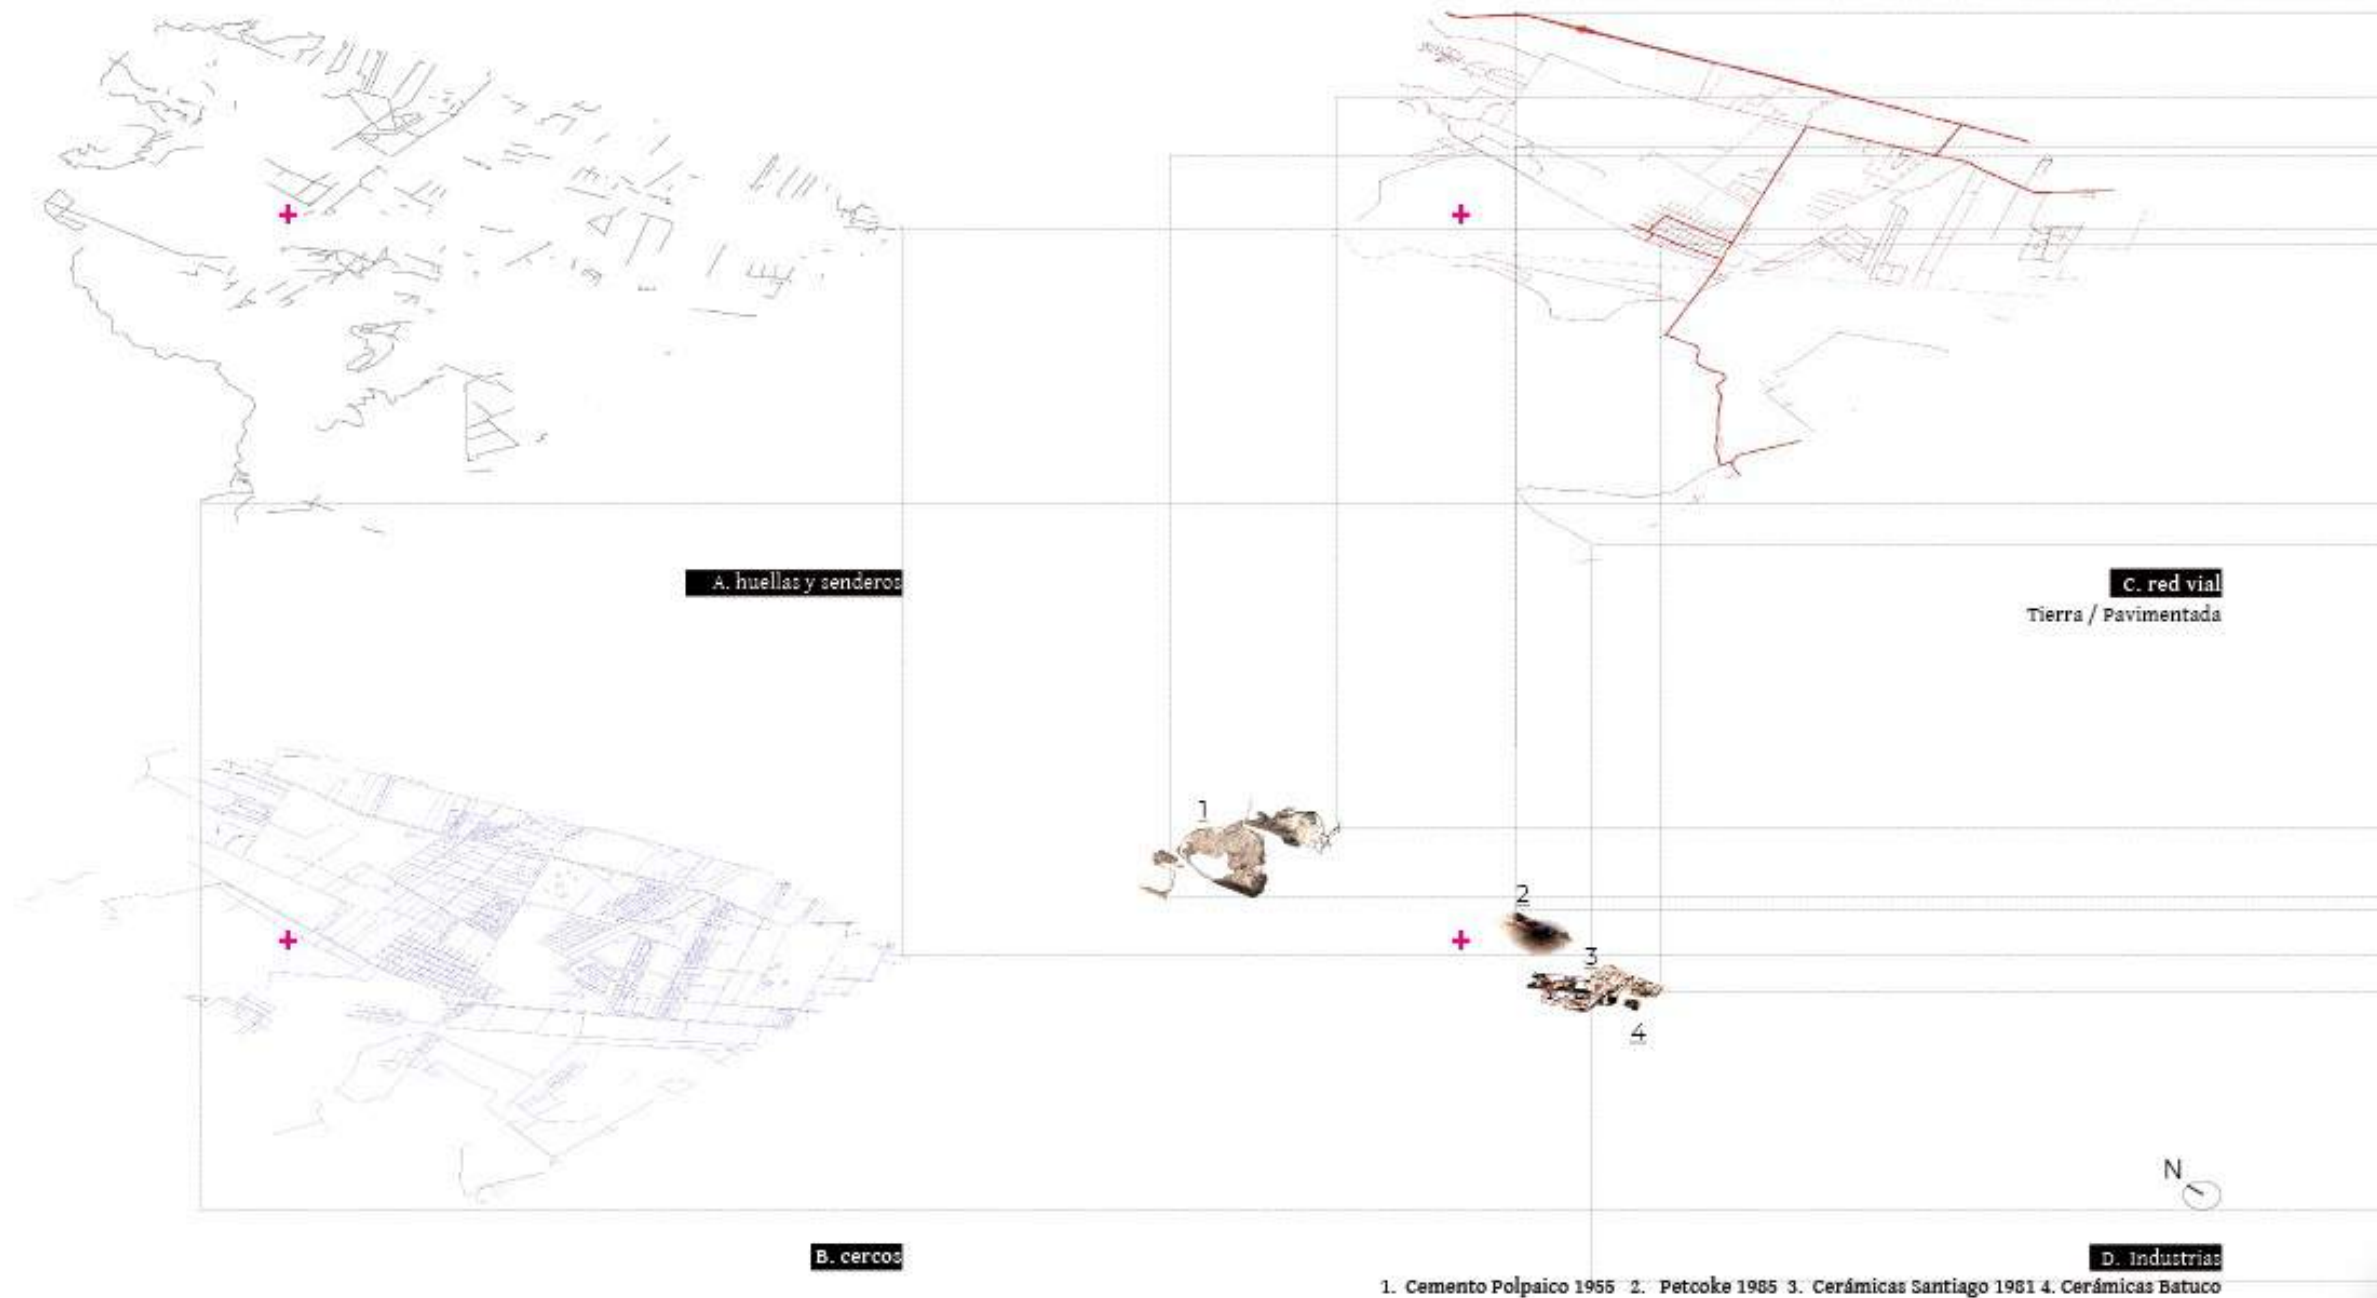 A. huellas y senderos
C. red vial
Tierra / Pavimentada
1
2
3
4
N
B. cercos
D. Industrias
1. Cemento Polpaico 1955 2. Petcoke 1985 3. Cerámicas Santiago 1981 4. Cerámicas Batuco